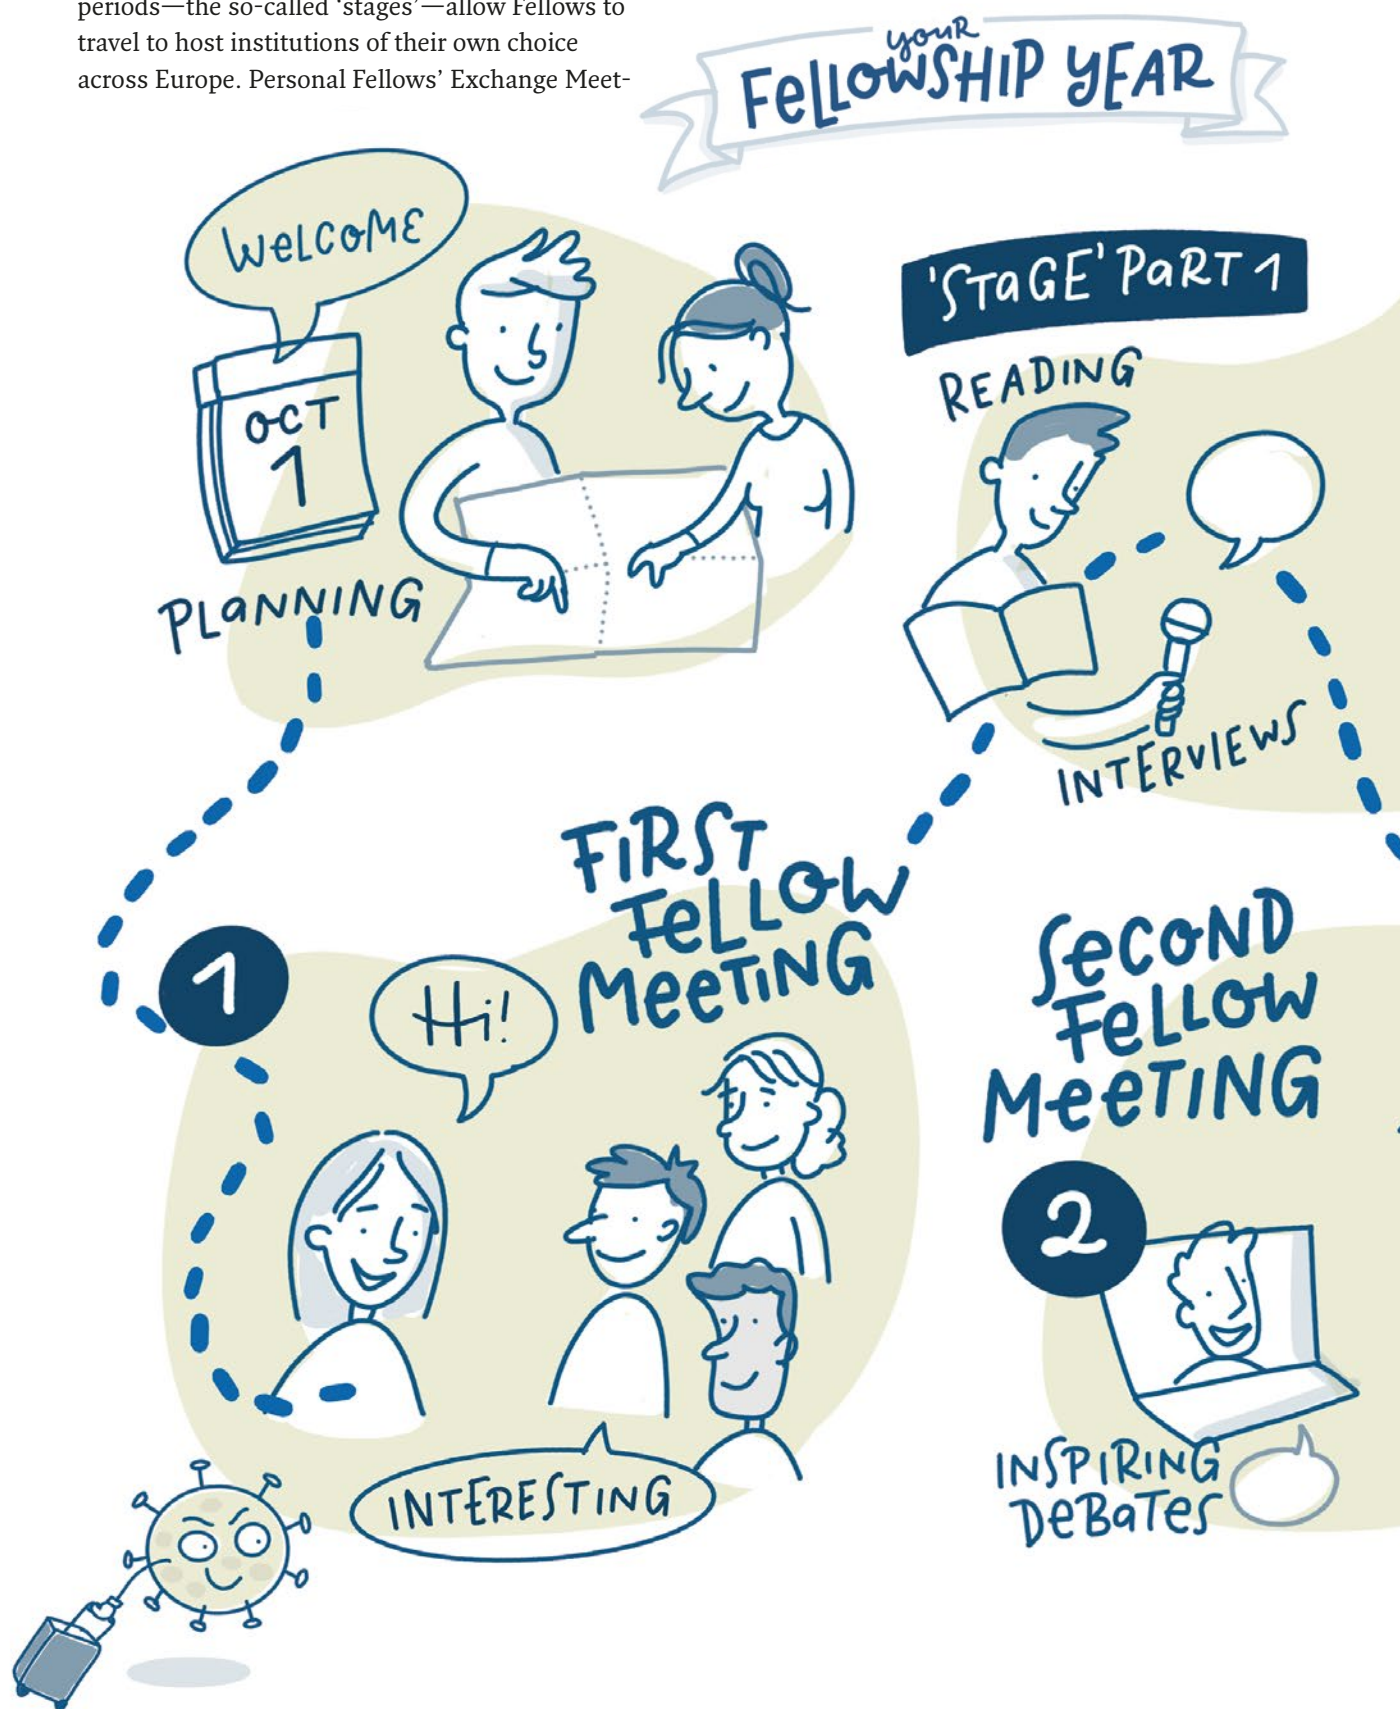 periods—the so-called ‘stages’—allow Fellows to
travel to host institutions of their own choice
across Europe. Personal Fellows’ Exchange Meet-
your
FeLLOWSHIP YEAR
WeLCOME
OCT
1
PLaNNING
'STaGE' PaRT 1
READING
INTERVIEWS
FIRST
FeLLOW
MeeTING
1
Hi!
INTERESTING
SeCOND
FeLLOW
MeeTING
2
INSPIRING
DeBaTes